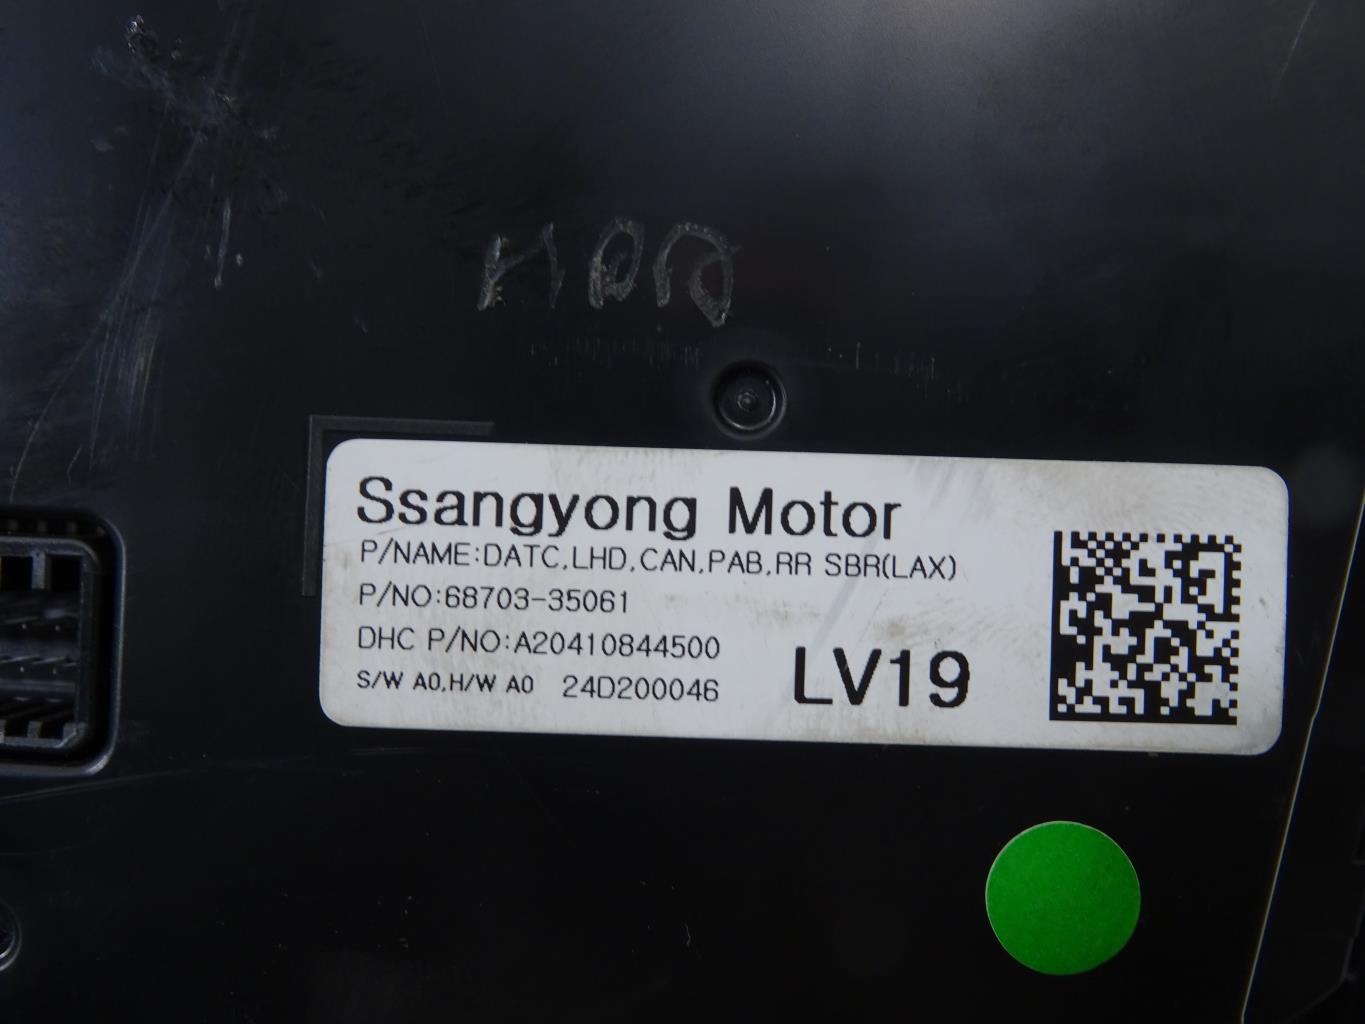 Ssangyong Motor
P/NAME:DATC,LHD,CAN,PAB,RR SBR(LAX)
P/NO:68703-35061
DHC P/NO:A20410844500
S/W A0,H/W A0 24D200046
LV19